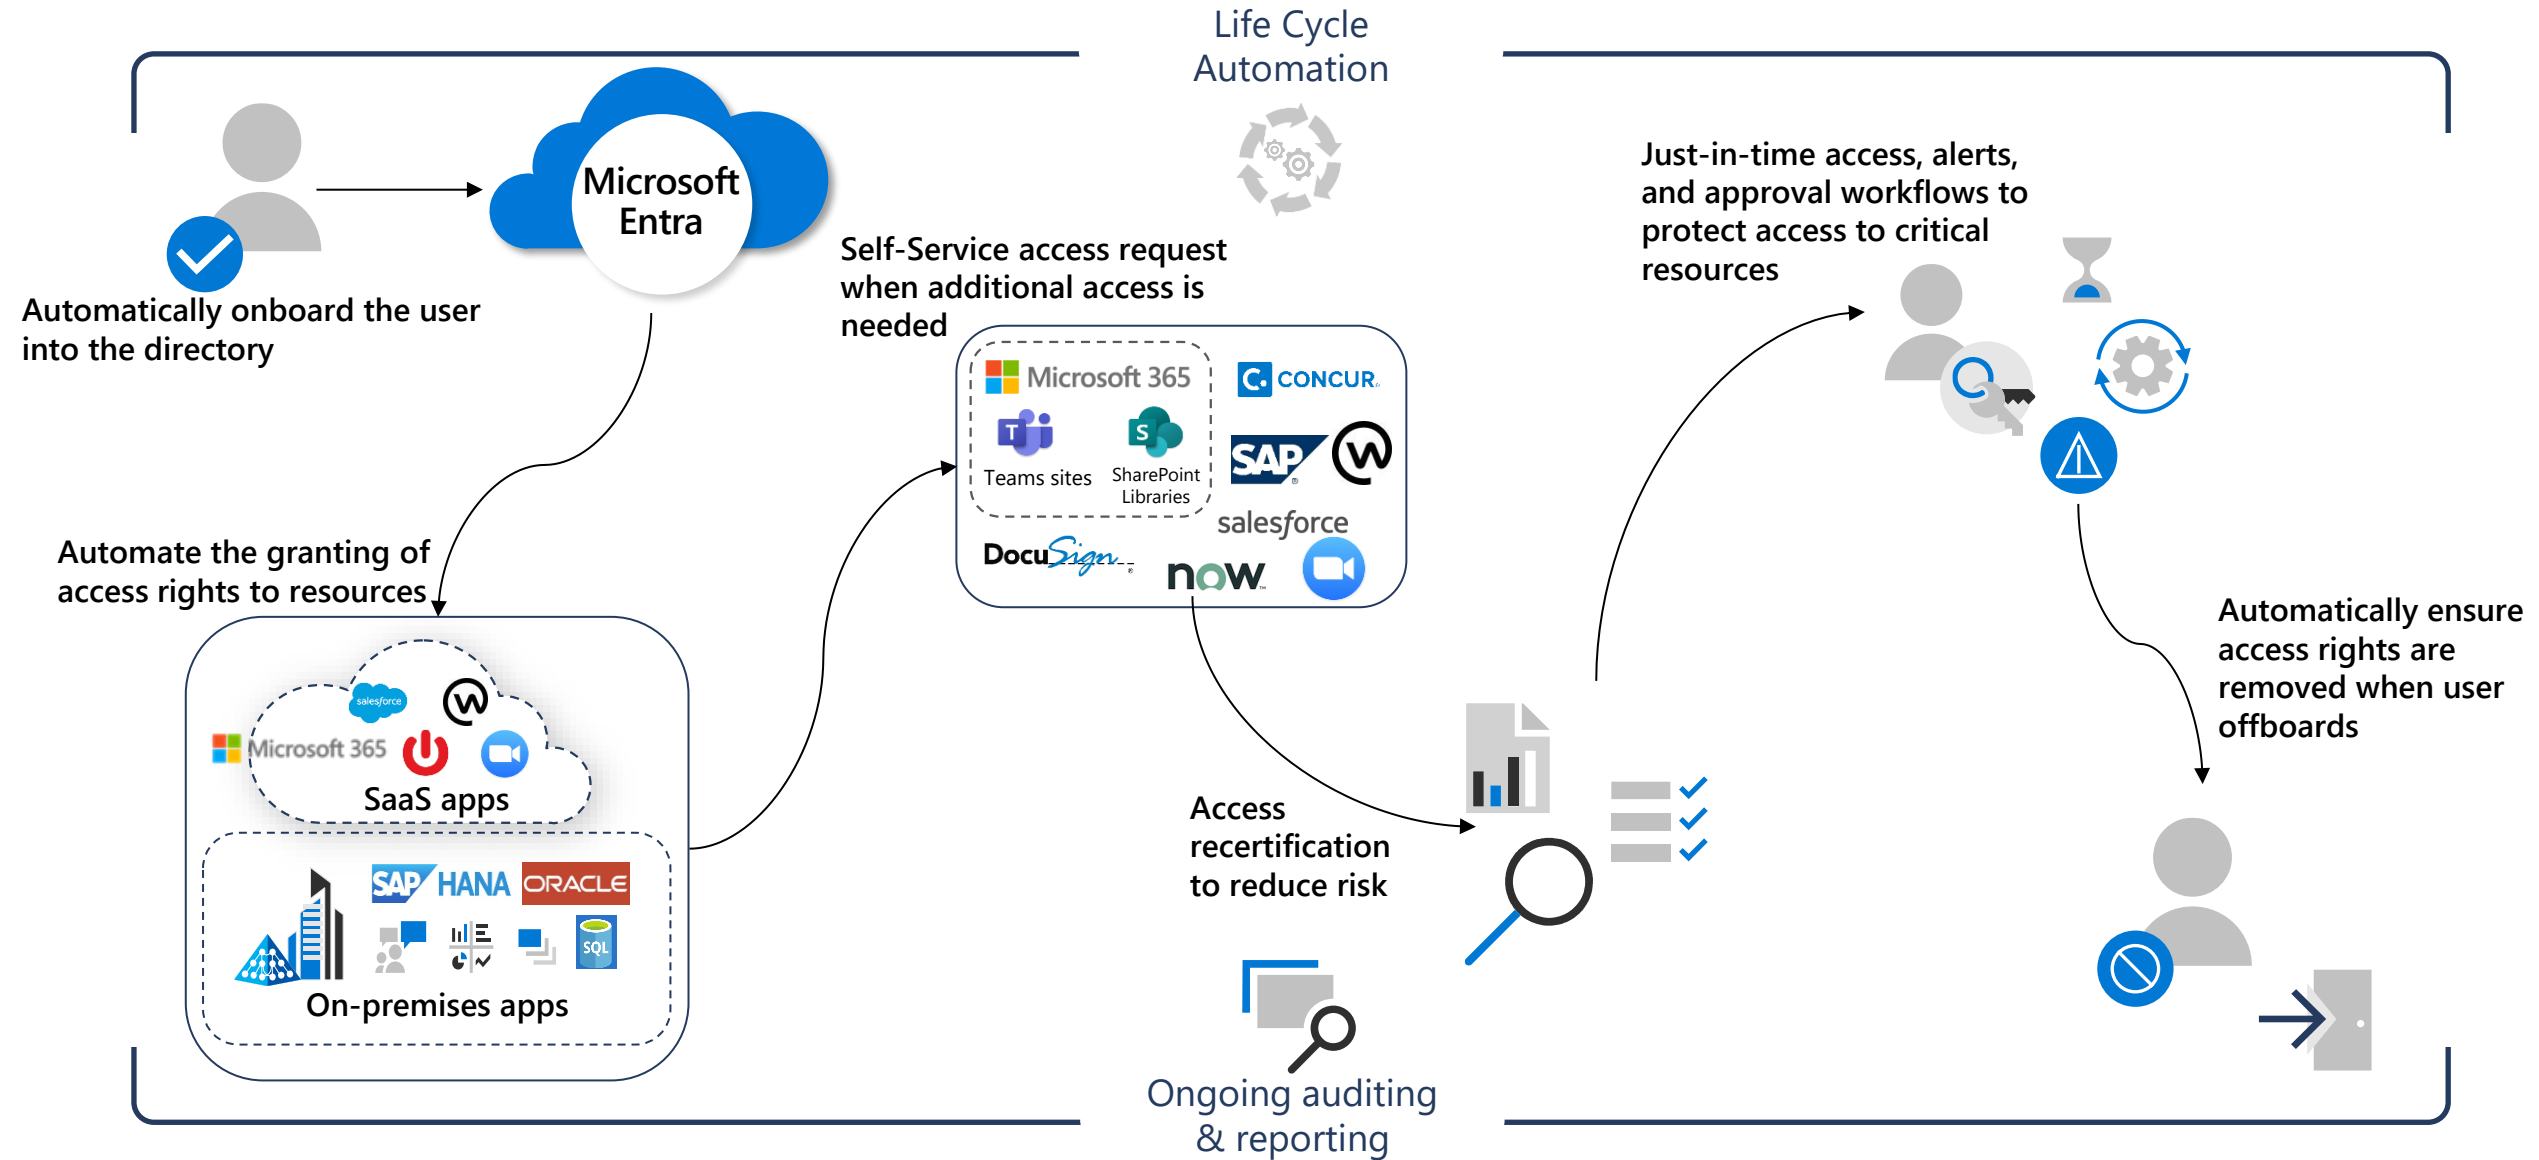 Life Cycle
Automation
Microsoft
Entra
Automatically onboard the user
into the directory
Automate the granting of
access rights to resources
salesforce
Microsoft 365
SaaS apps
SAP HANA
ORACLE
SQL
On-premises apps
Self-Service access request
when additional access is
needed
Microsoft 365
CONCUR
Teams sites
SharePoint
Libraries
SAP
salesforce
DocuSign
now
Access
recertification
to reduce risk
Just-in-time access, alerts,
and approval workflows to
protect access to critical
resources
Automatically ensure
access rights are
removed when user
offboards
Ongoing auditing
& reporting